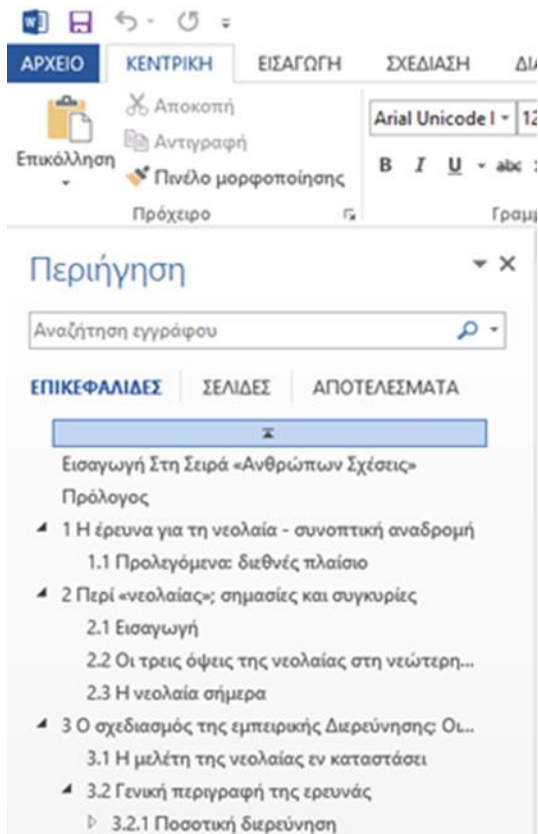 ΑΡΧΕΙΟ ΚΕΝΤΡΙΚΗ ΕΙΣΑΓΩΓΗ ΣΧΕΔΙΑΣΗ ΔΙΑ
Αποκοπή
Αντιγραφή
Επικόλληση
Πινέλο μορφοποίησης
Πρόχειρο
Arial Unicode I 12
B I U abc
Γραμμ
Περιήγηση
Αναζήτηση εγγράφου
ΕΠΙΚΕΦΑΛΙΔΕΣ ΣΕΛΙΔΕΣ ΑΠΟΤΕΛΕΣΜΑΤΑ
Εισαγωγή Στη Σειρά «Ανθρώπων Σχέσεις»
Πρόλογος
1 Η έρευνα για τη νεολαία - συνοπτική αναδρομή
1.1 Προλεγόμενα: διεθνές πλαίσιο
2 Περί «νεολαίας»; σημασίες και συγκυρίες
2.1 Εισαγωγή
2.2 Οι τρεις όψεις της νεολαίας στη νεώτερη...
2.3 Η νεολαία σήμερα
3 Ο σχεδιασμός της εμπειρικής Διερεύνησης: Οι...
3.1 Η μελέτη της νεολαίας εν καταστάσει
3.2 Γενική περιγραφή της ερευνάς
3.2.1 Ποσοτική διερεύνηση